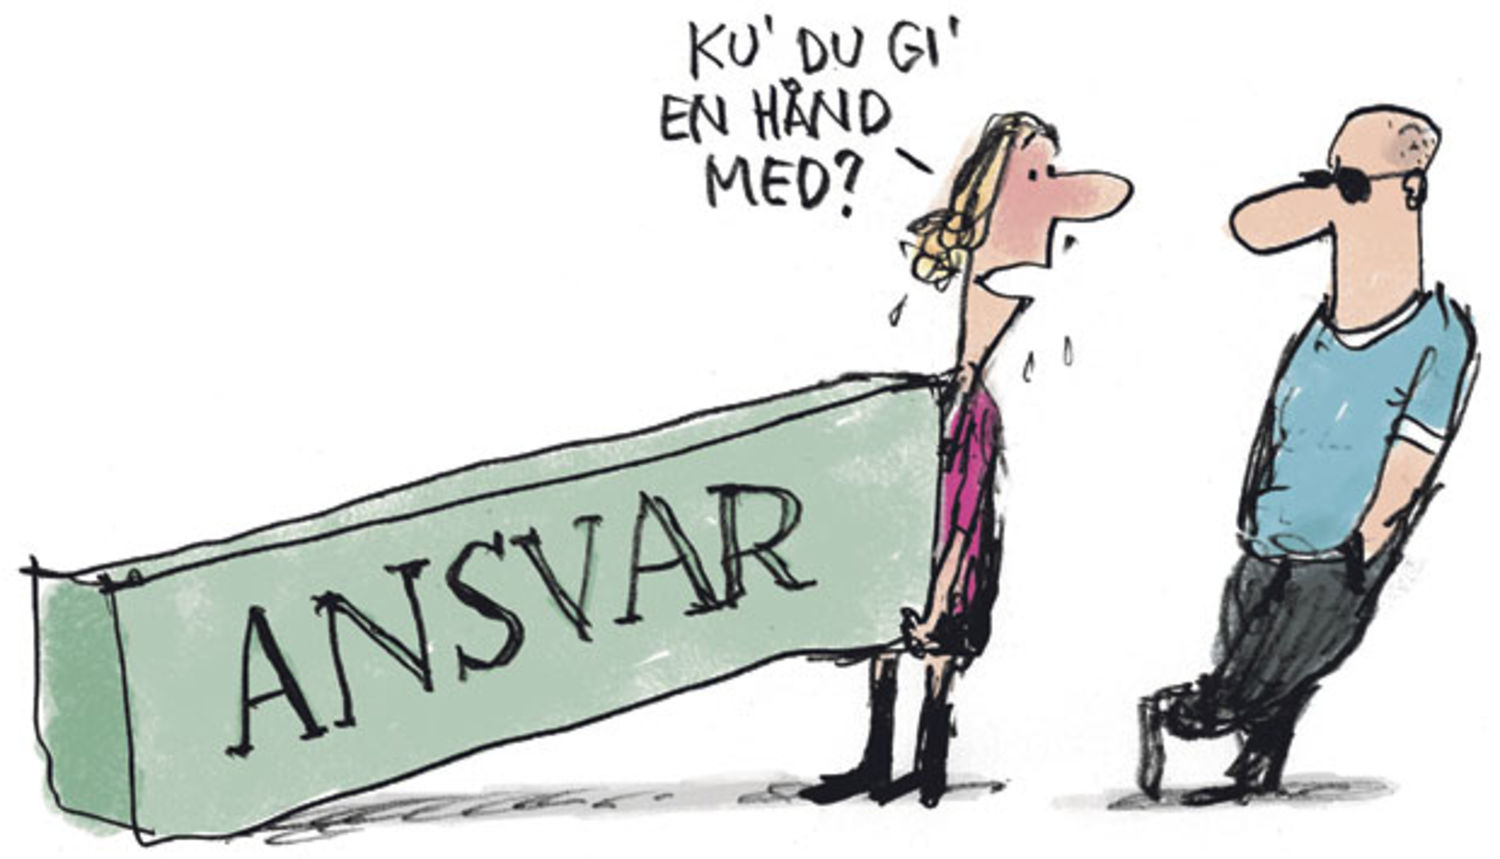 KU' DU GI'
EN HÅND
MED?
ANSVAR